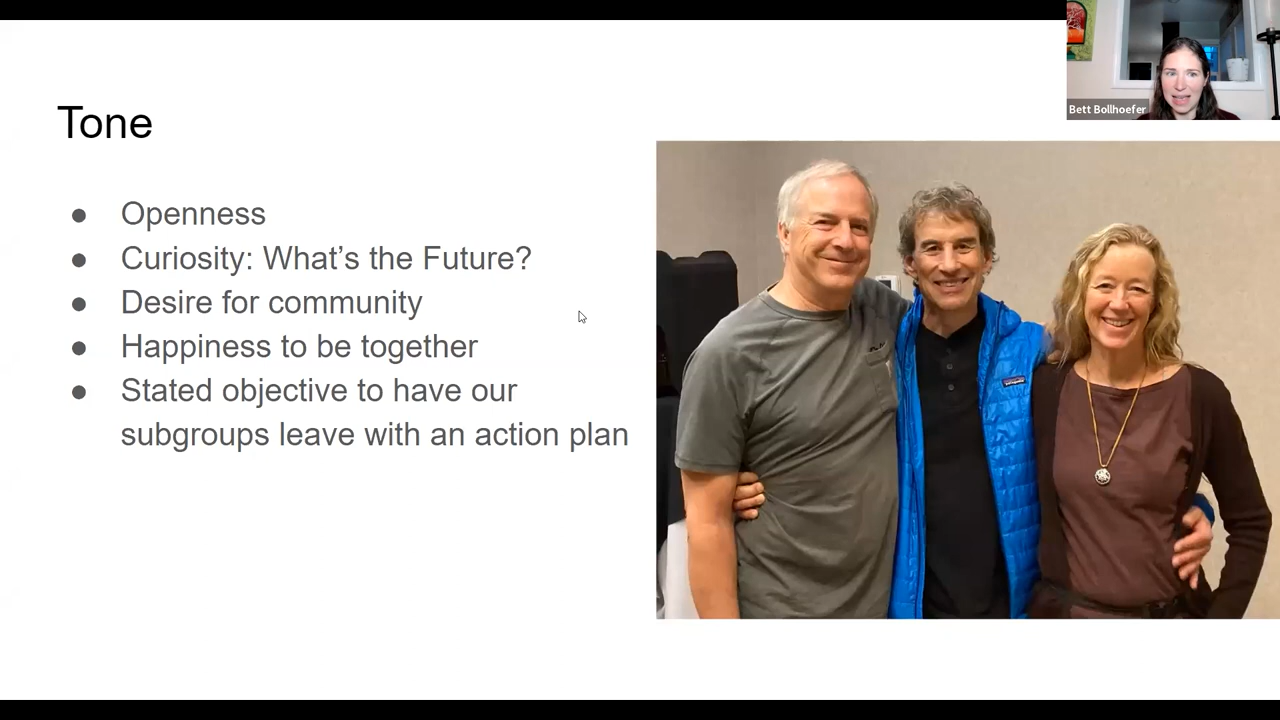 Bett Bollhoefer
Tone
● Openness
● Curiosity: What’s the Future?
● Desire for community
● Happiness to be together
● Stated objective to have our
subgroups leave with an action plan